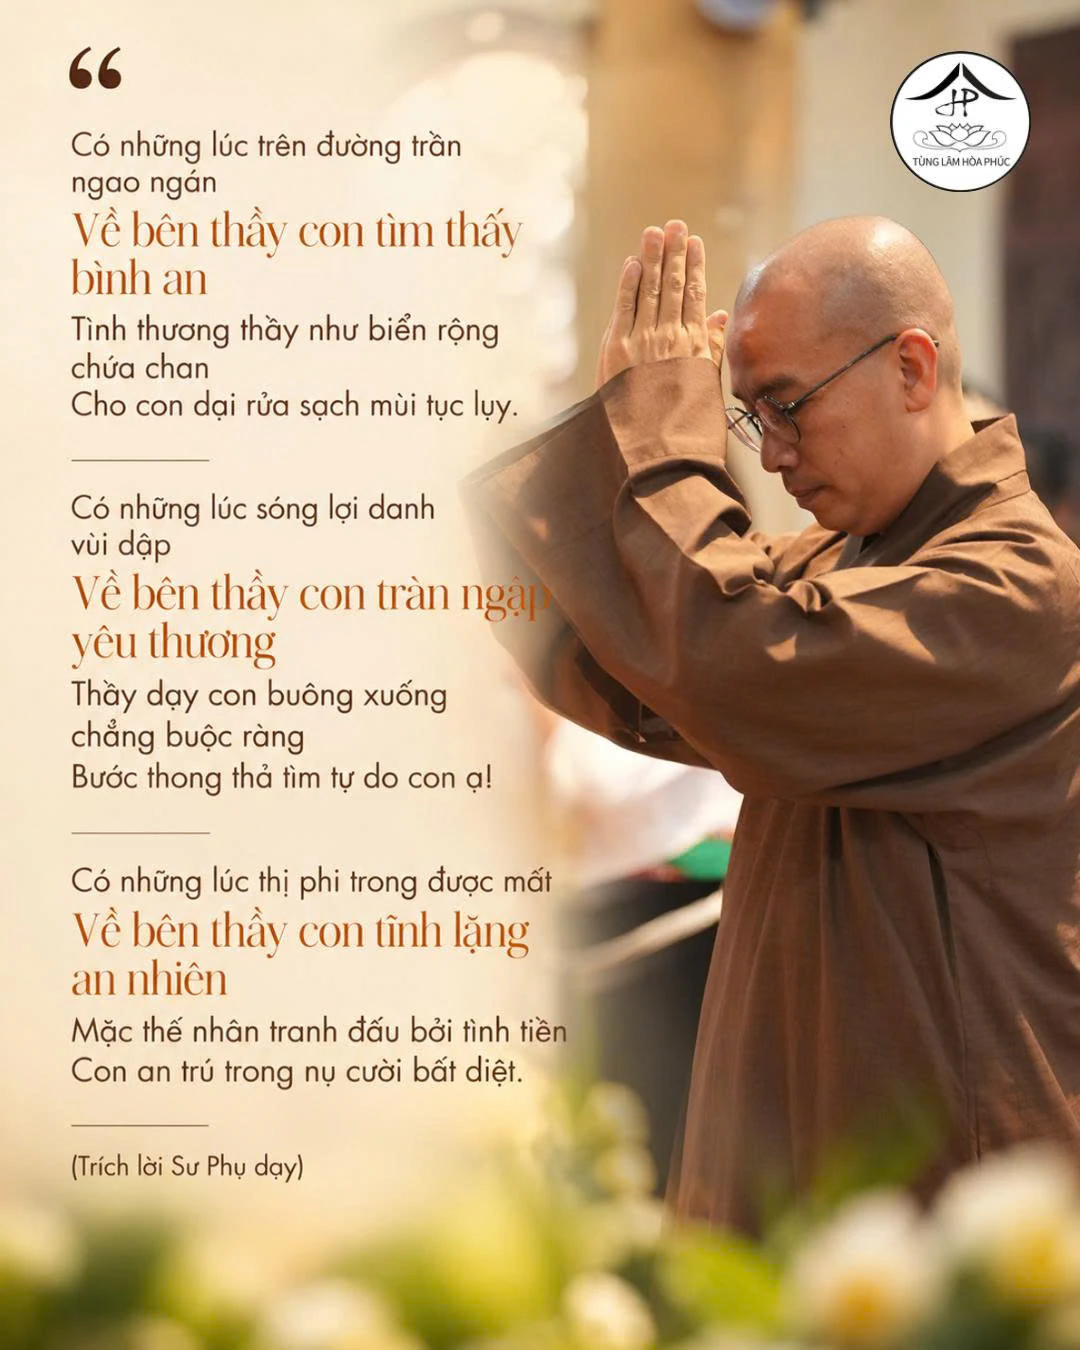 “
Có những lúc trên đường trần
ngao ngán
Về bên thầy con tìm thấy
bình an
Tình thương thầy như biển rộng
chứa chan
Cho con dại rửa sạch mùi tục lụy.
Có những lúc sóng lợi danh
vùi dập
Về bên thầy con tràn ngập
yêu thương
Thầy dạy con buông xuống
chẳng buộc ràng
Bước thong thả tìm tự do con ạ!
Có những lúc thị phi trong được mất
Về bên thầy con tĩnh lặng
an nhiên
Mặc thế nhân tranh đấu bởi tình tiền
Con an trú trong nụ cười bất diệt.
(Trích lời Sư Phụ dạy)
HP
TÙNG LÂM HÒA PHÚC